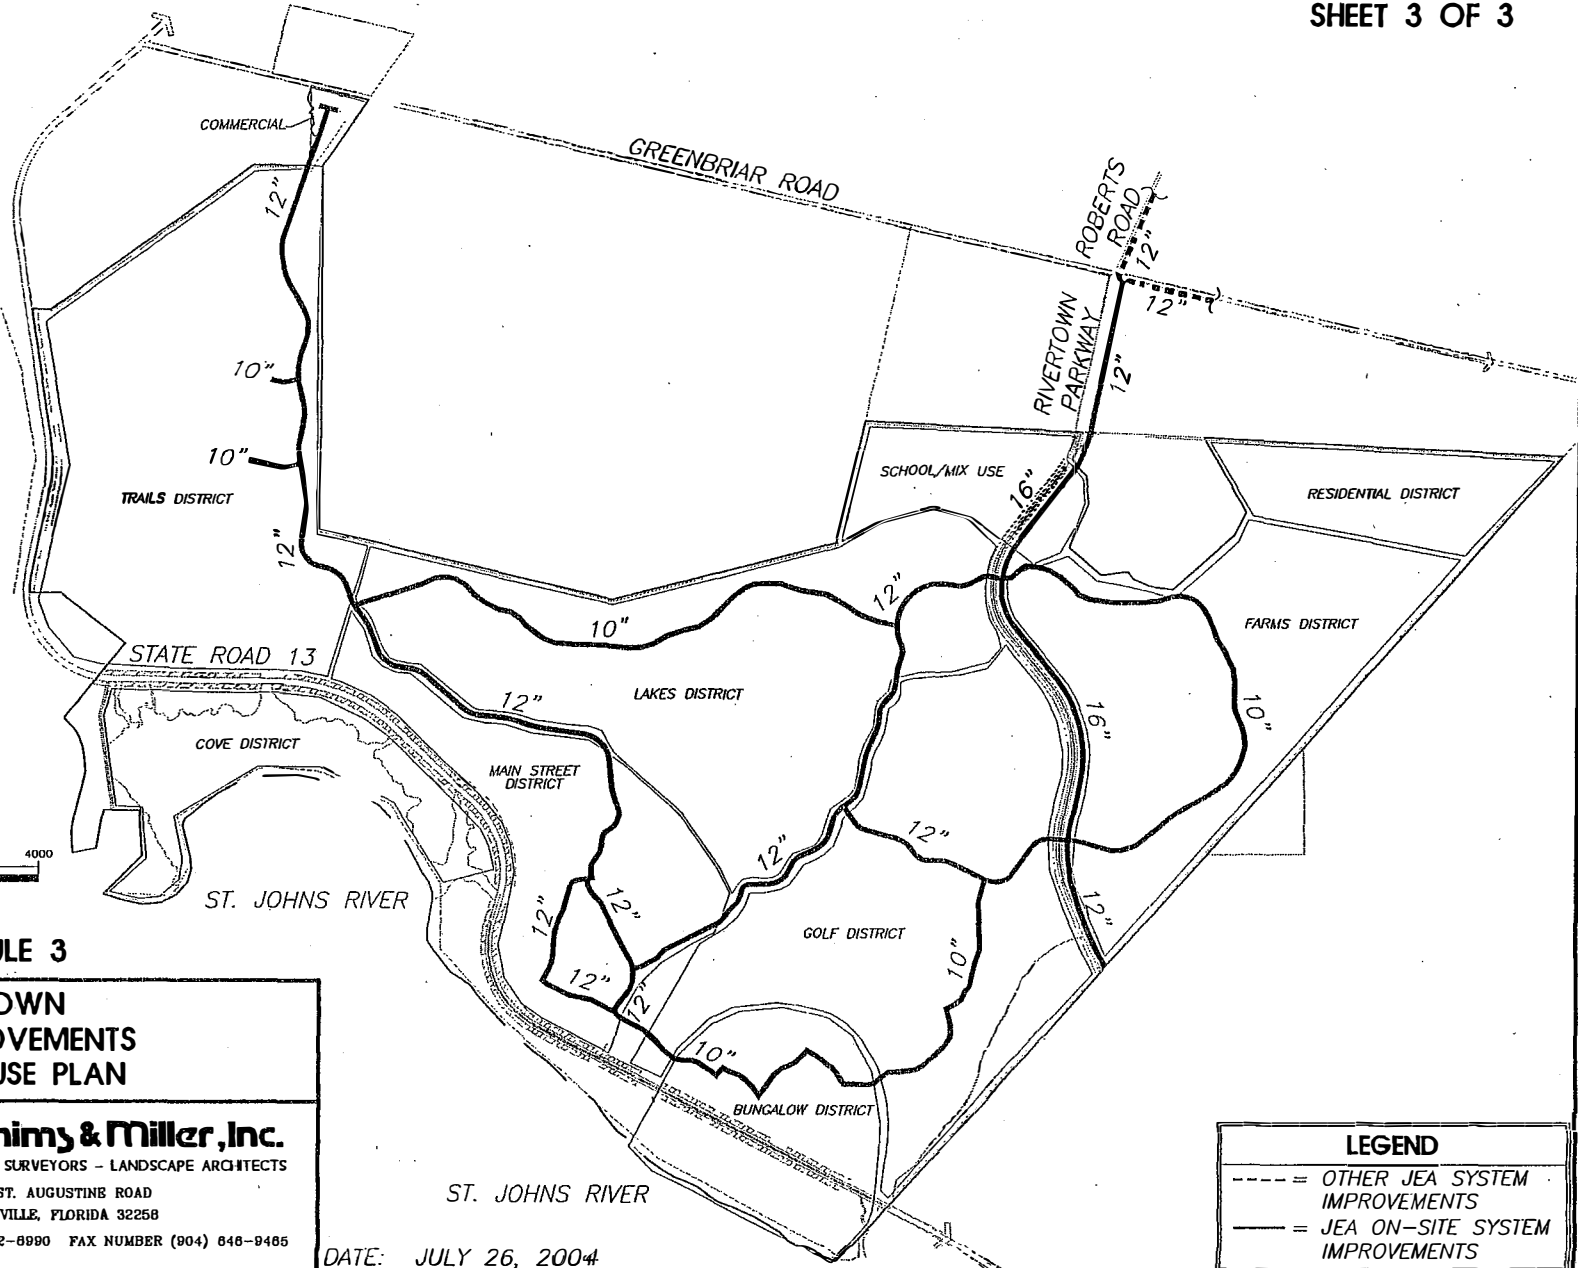 SHEET 3 OF 3
COMMERCIAL
GREENBRIAR ROAD
ROBERTS
ROAD
12"
12"
12"
RIVERTOWN
PARKWAY
12"
10"
10"
TRAILS DISTRICT
SCHOOL/MIX USE
16"
RESIDENTIAL DISTRICT
12"
12"
10"
FARMS DISTRICT
STATE ROAD 13
12"
LAKES DISTRICT
16"
10"
COVE DISTRICT
MAIN STREET
DISTRICT
12"
12"
4000
ST. JOHNS RIVER
12"
12"
12"
GOLF DISTRICT
10"
12"
12"
10"
BUNGALOW DISTRICT
ULE 3
OWN
OVEMENTS
USE PLAN
hims & Miller, Inc.
SURVEYORS - LANDSCAPE ARCHITECTS
ST. AUGUSTINE ROAD
VILLE, FLORIDA 32258
2-8990 FAX NUMBER (904) 646-9485
ST. JOHNS RIVER
DATE: JULY 26, 2004
LEGEND
---- = OTHER JEA SYSTEM
IMPROVEMENTS
—— = JEA ON-SITE SYSTEM
IMPROVEMENTS